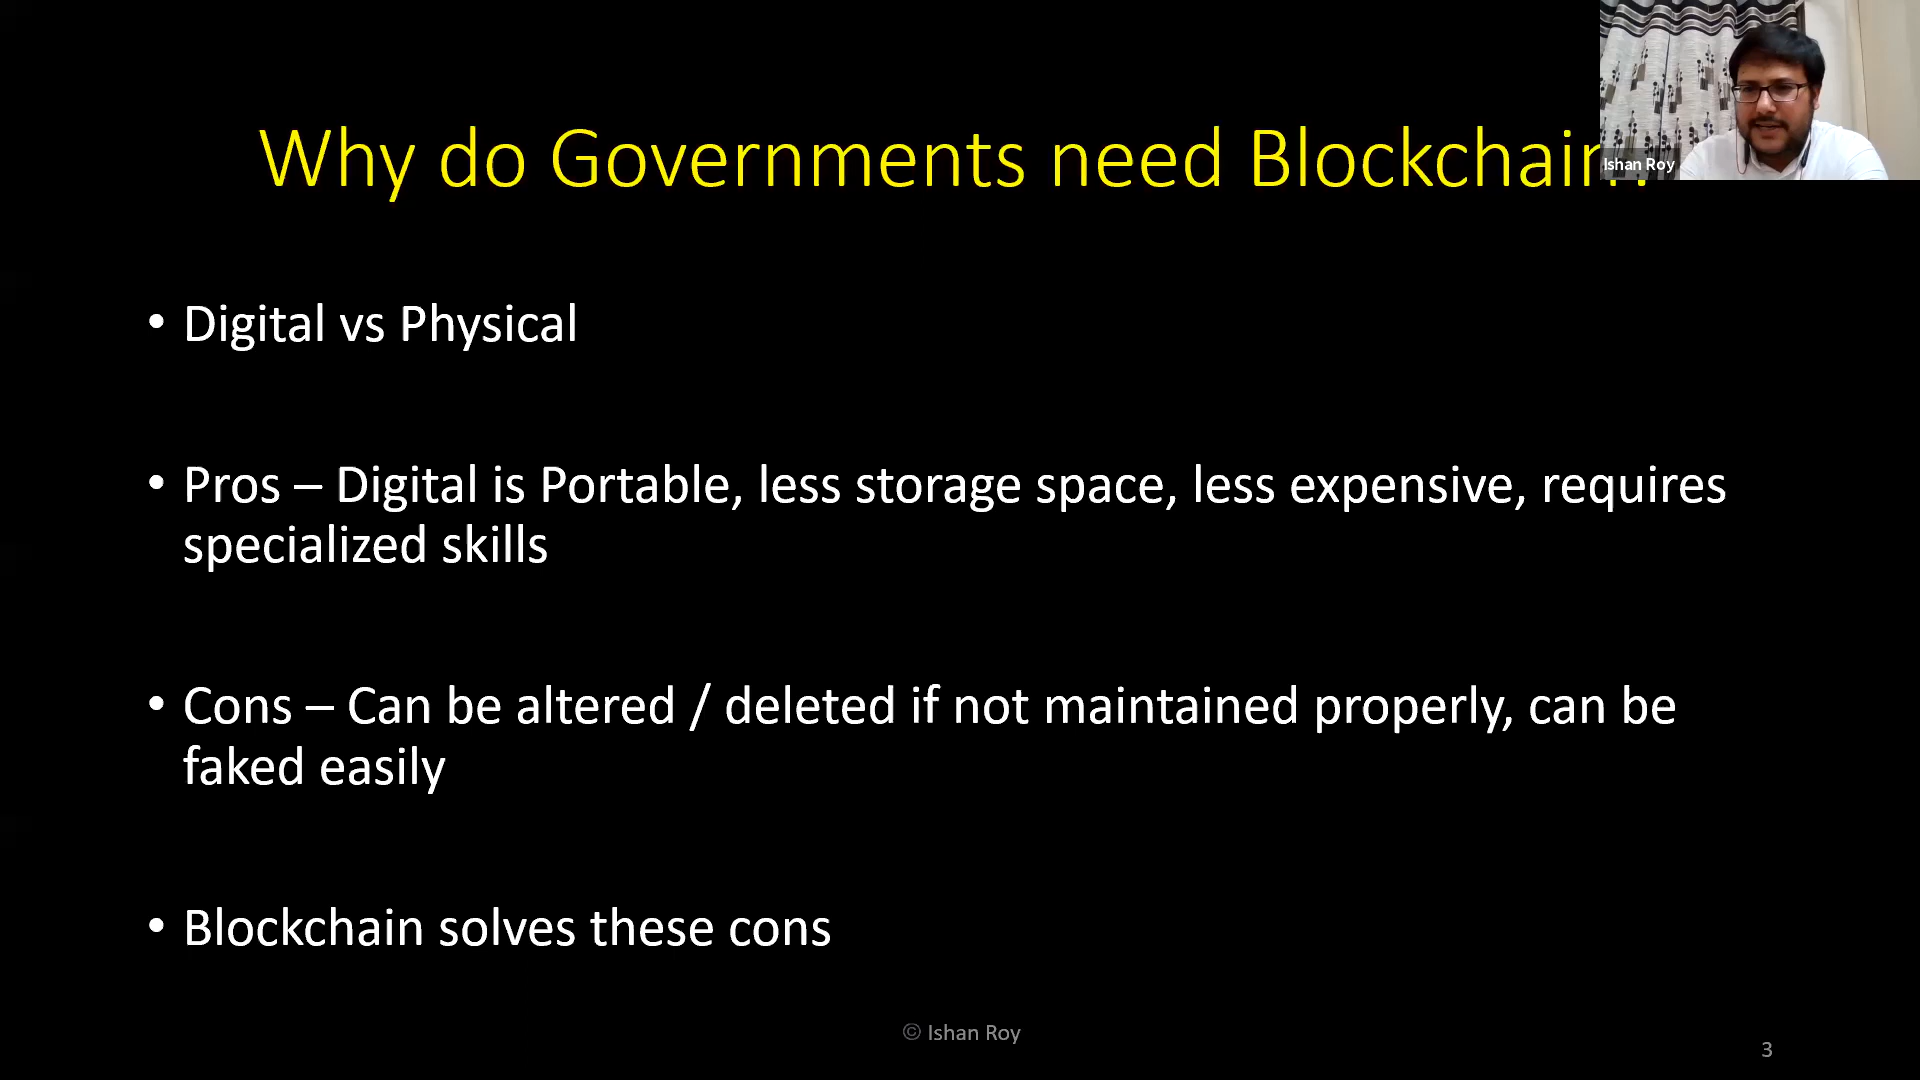 Why do Governments need Blockchain?
Ishan Roy
• Digital vs Physical
• Pros – Digital is Portable, less storage space, less expensive, requires
specialized skills
• Cons – Can be altered / deleted if not maintained properly, can be
faked easily
• Blockchain solves these cons
© Ishan Roy
3